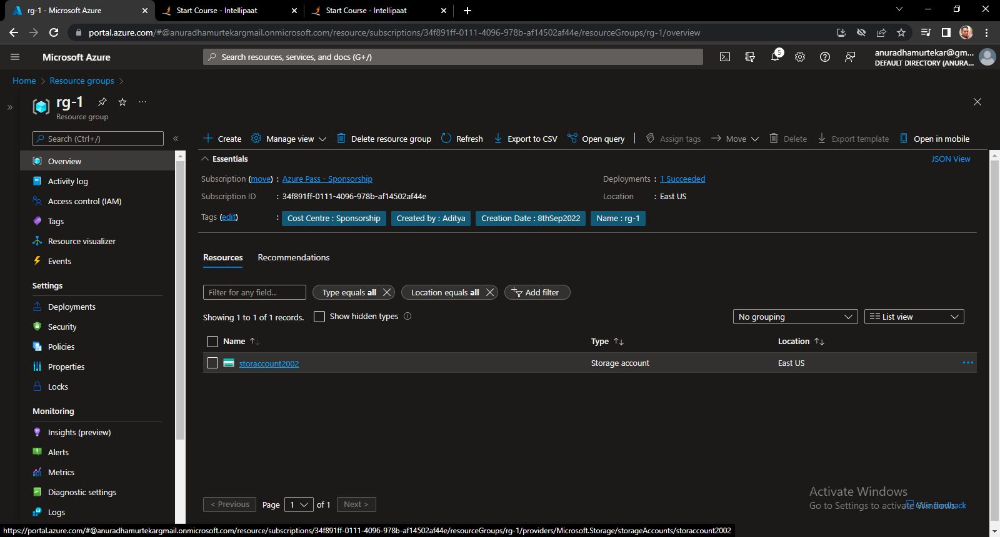 rg-1 - Microsoft Azure
Start Course - Intellipaat
Start Course - Intellipaat
portal.azure.com/#@anuradhamurtekargmail.onmicrosoft.com/resource/subscriptions/34f891ff-0111-4096-978b-af14502af44e/resourceGroups/rg-1/overview
Microsoft Azure
Search resources, services, and docs (G+/)
5
anuradhamurtekar@gm...
DEFAULT DIRECTORY (ANURA...
Home > Resource groups >
rg-1
Resource group
Search (Ctrl+/)
Create
Manage view
Delete resource group
Refresh
Export to CSV
Open query
Assign tags
Move
Delete
Export template
Open in mobile
Overview
Activity log
Access control (IAM)
Tags
Resource visualizer
Events
Settings
Deployments
Security
Policies
Properties
Locks
Monitoring
Insights (preview)
Alerts
Metrics
Diagnostic settings
Logs
Essentials
JSON View
Subscription (move) : Azure Pass - Sponsorship
Deployments : 1 Succeeded
Subscription ID : 34f891ff-0111-4096-978b-af14502af44e
Location : East US
Tags (edit) : Cost Centre : Sponsorship Created by : Aditya Creation Date : 8thSep2022 Name : rg-1
Resources
Recommendations
Filter for any field...
Type equals all
Location equals all
Add filter
Showing 1 to 1 of 1 records.
Show hidden types
No grouping
List view
Name
Type
Location
storaccount2002
Storage account
East US
< Previous
Page 1 of 1
Next >
Activate Windows
Go to Settings to activate Windows.
Give feedback
https://portal.azure.com/#@anuradhamurtekargmail.onmicrosoft.com/resource/subscriptions/34f891ff-0111-4096-978b-af14502af44e/resourceGroups/rg-1/providers/Microsoft.Storage/storageAccounts/storaccount2002